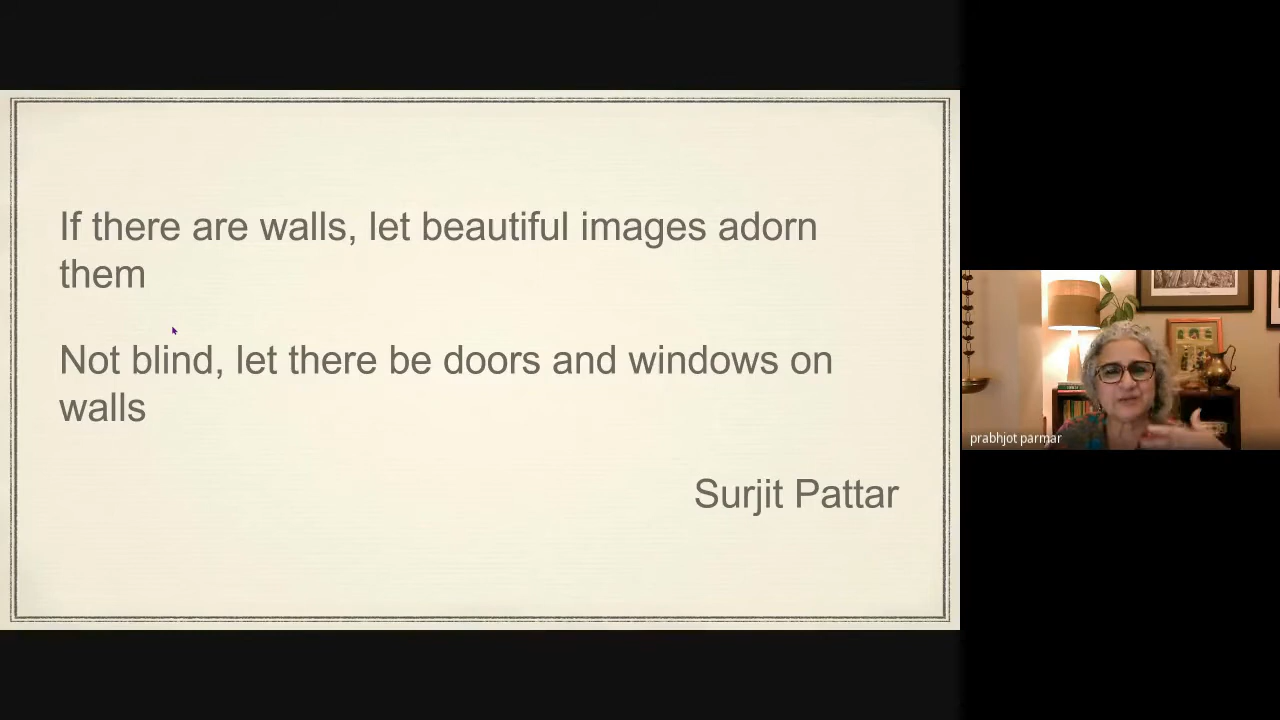 If there are walls, let beautiful images adorn
them
Not blind, let there be doors and windows on
walls
Surjit Pattar
prabhjot parmar